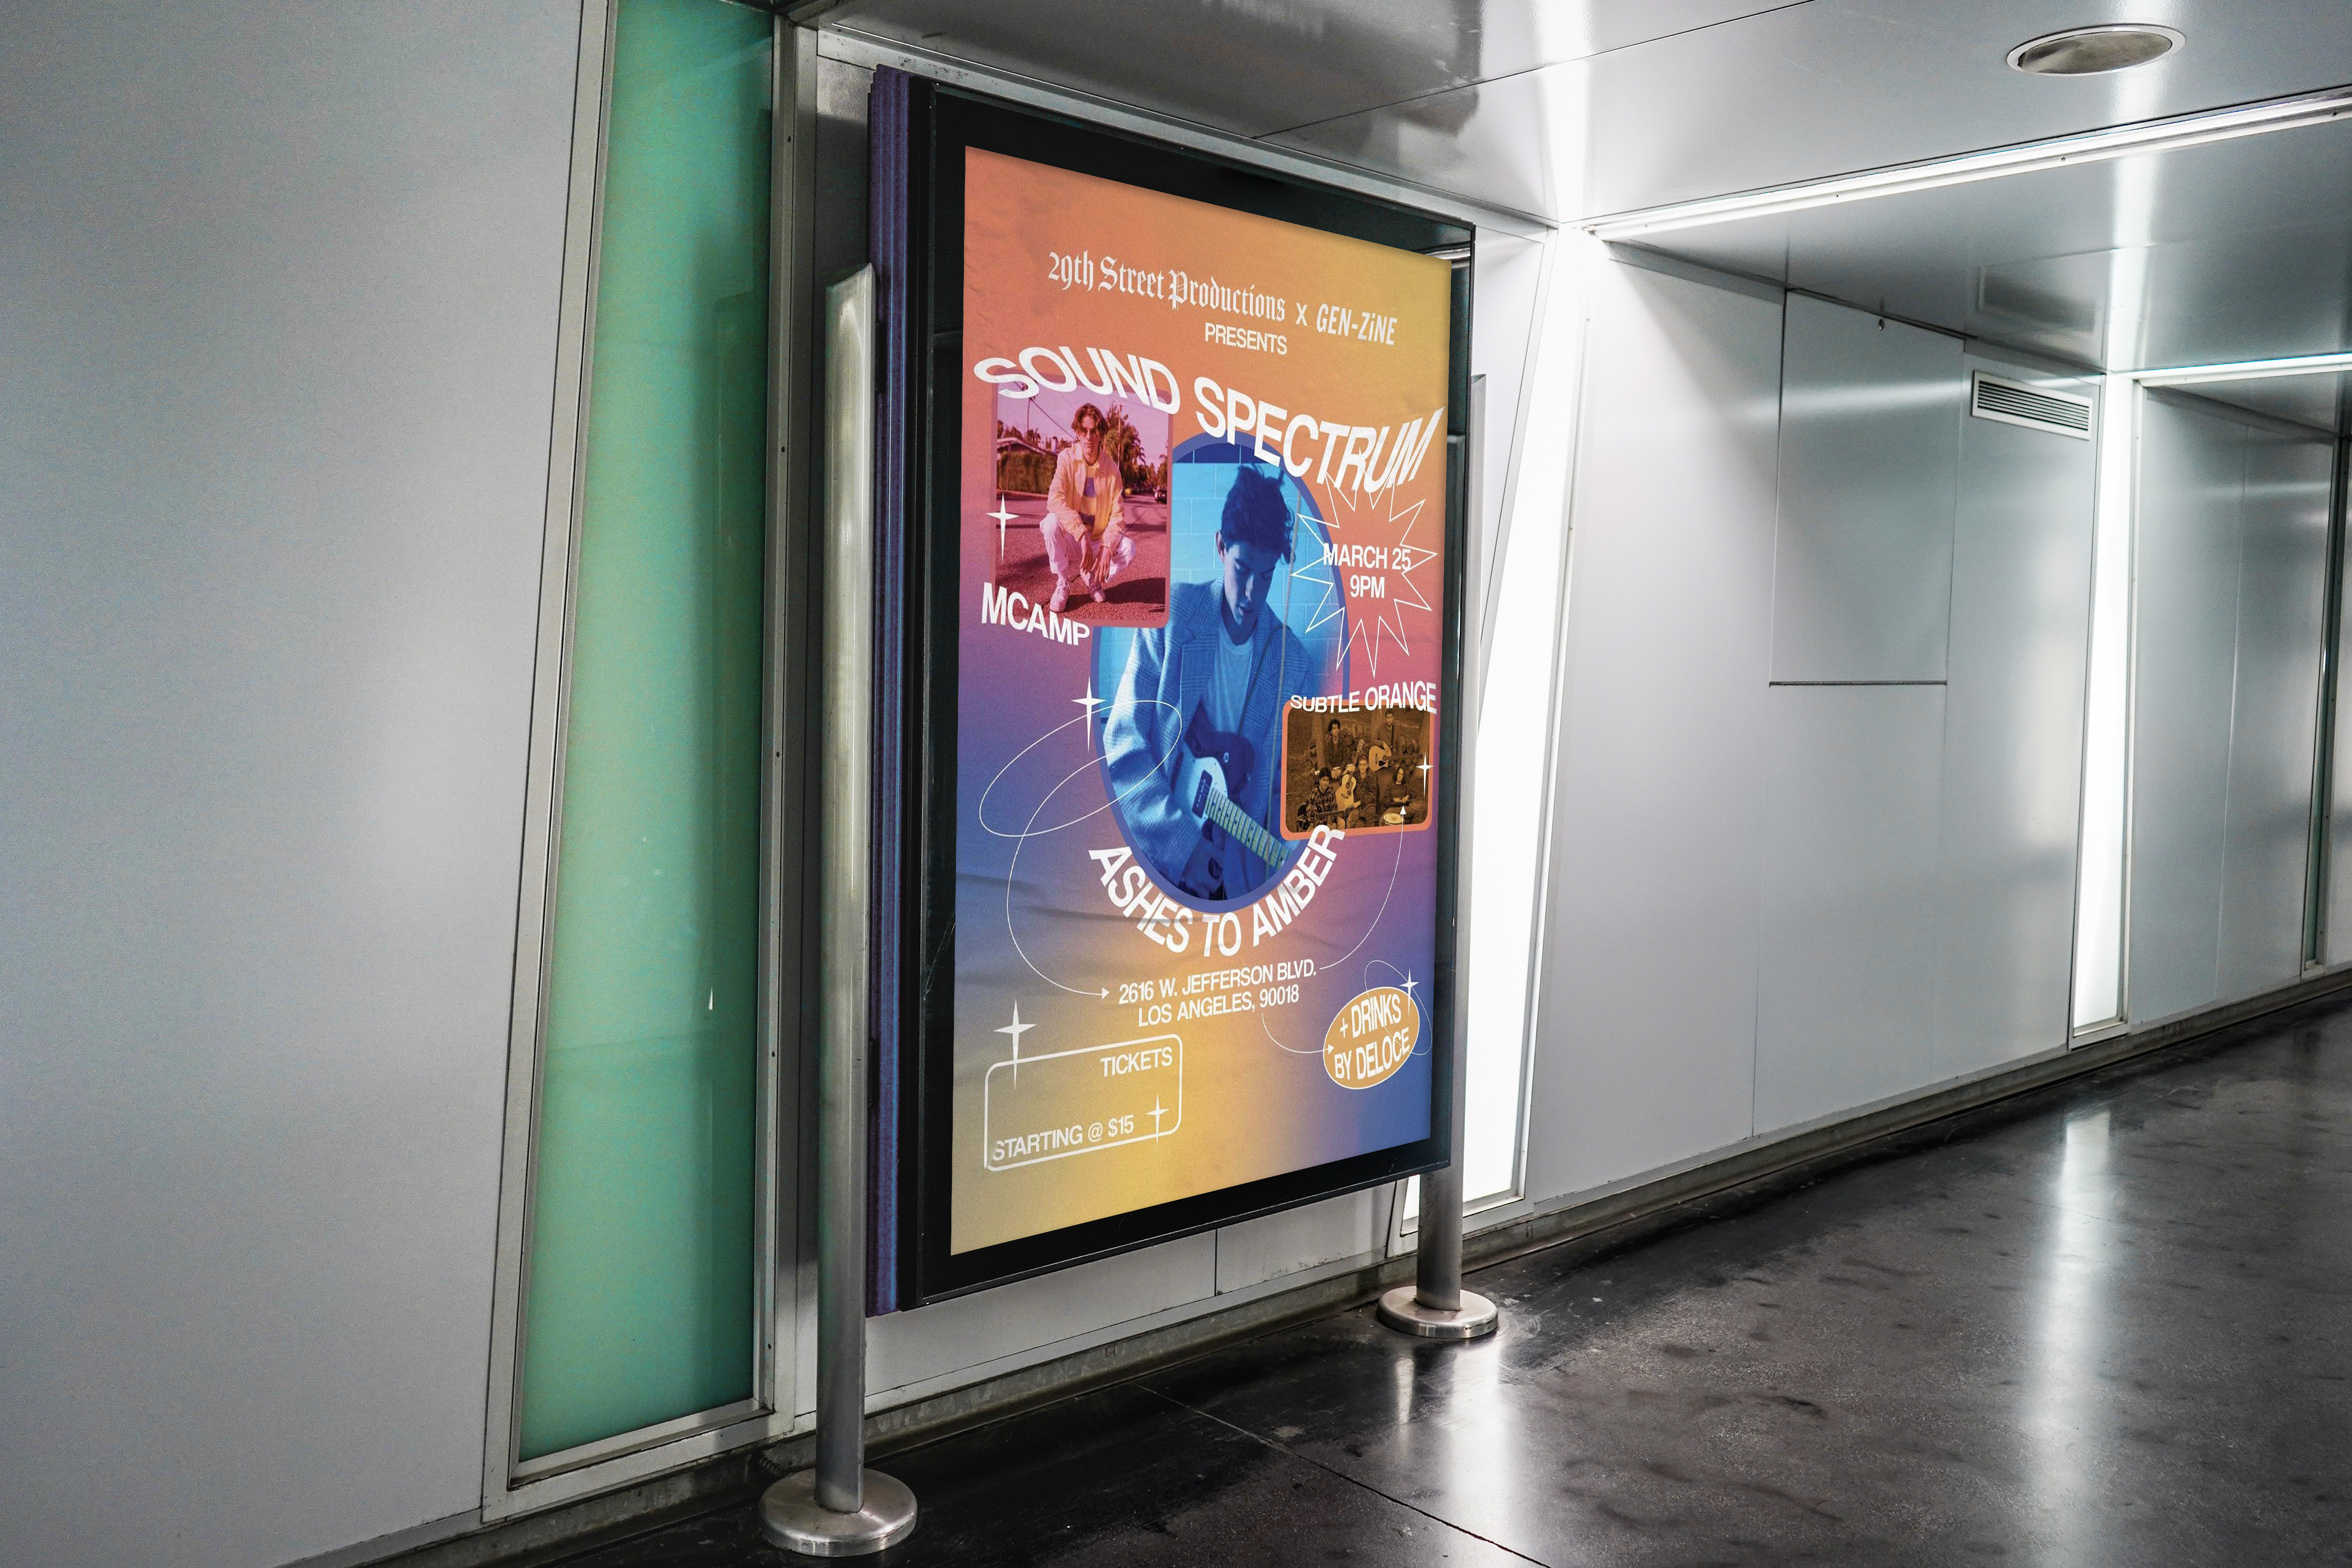 29th Street Productions x GEN-ZiNE
PRESENTS
SOUND SPECTRUM
MARCH 25
9PM
MCAMP
SUBTLE ORANGE
ASHES TO AMBER
2616 W. JEFFERSON BLVD.
LOS ANGELES, 90018
+ DRINKS
BY DELOCE
TICKETS
STARTING @ $15